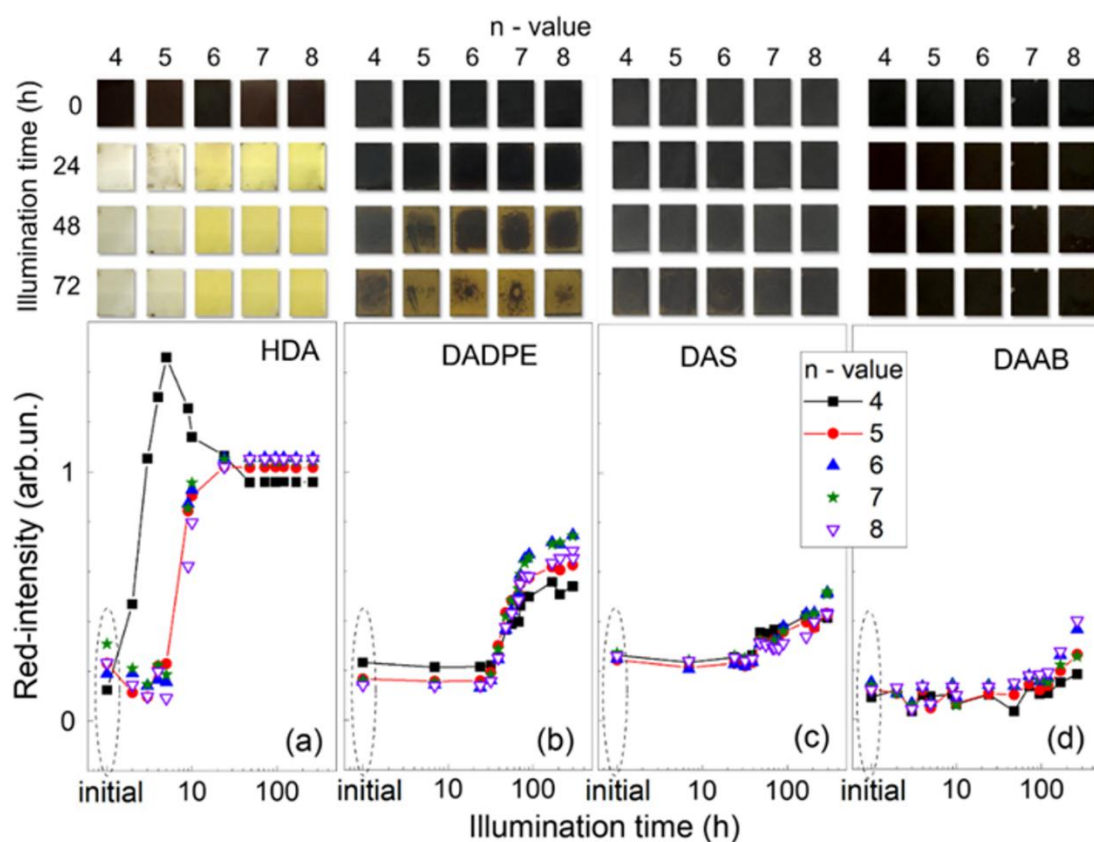 n - value
4 5 6 7 8 4 5 6 7 8 4 5 6 7 8 4 5 6 7 8
Illumination time (h)
0
24
48
72
HDA
DADPE
DAS
DAAB
n - value
4
5
6
7
8
Red-intensity (arb.un.)
1
0
(a)
(b)
(c)
(d)
initial 10 100 initial 10 100 initial 10 100 initial 10 100
Illumination time (h)